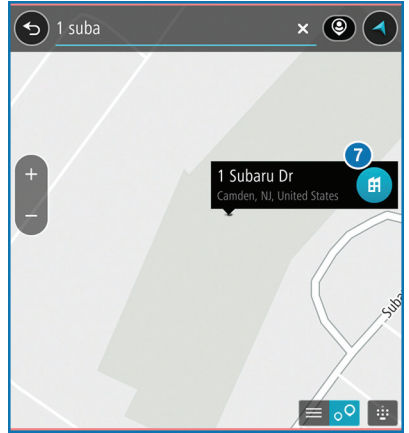 1 suba
7
1 Subaru Dr
Camden, NJ, United States
Suba